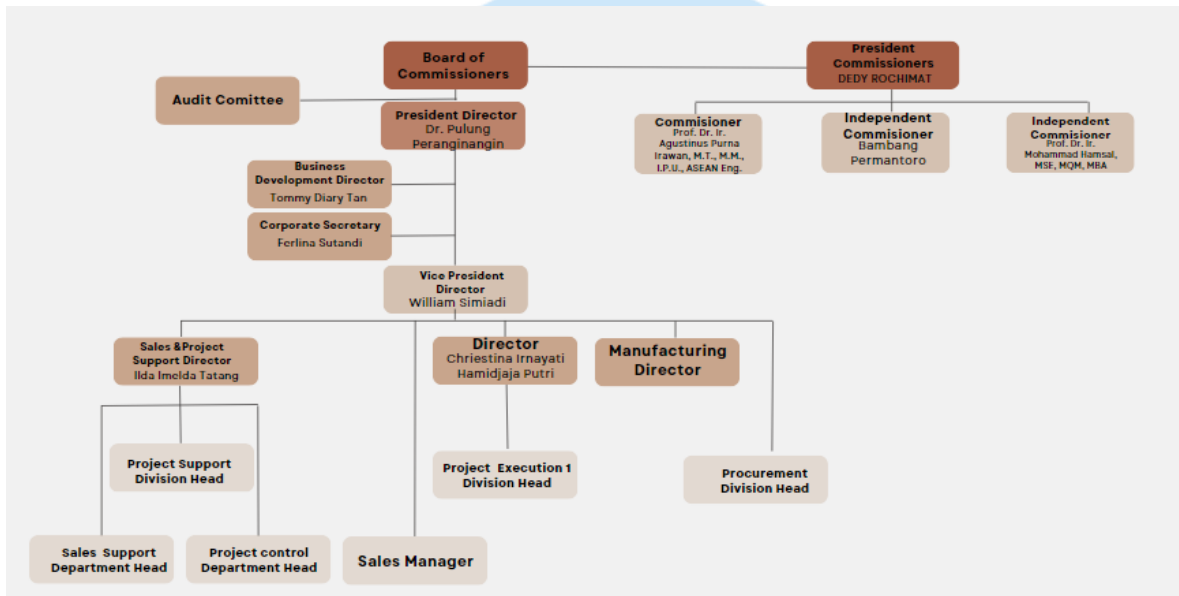 Board of
Commissioners
President
Commissioners
DEDY ROCHIMAT
Audit Comittee
President Director
Dr. Pulung
Peranginangin
Commisioner
Prof. Dr. Ir.
Agustinus Purna
Irawan, M.T., M.M.,
I.P.U., ASEAN Eng.
Independent
Commisioner
Bambang
Permantoro
Independent
Commisioner
Prof. Dr. Ir.
Mohammad Hamsal,
MSE, MQM, MBA
Business
Development Director
Tommy Diary Tan
Corporate Secretary
Ferlina Sutandi
Vice President
Director
William Simiadi
Sales &Project
Support Director
Ilda Imelda Tatang
Director
Chriestina Irnayati
Hamidjaja Putri
Manufacturing
Director
Project Support
Division Head
Project Execution 1
Division Head
Procurement
Division Head
Sales Support
Department Head
Project control
Department Head
Sales Manager